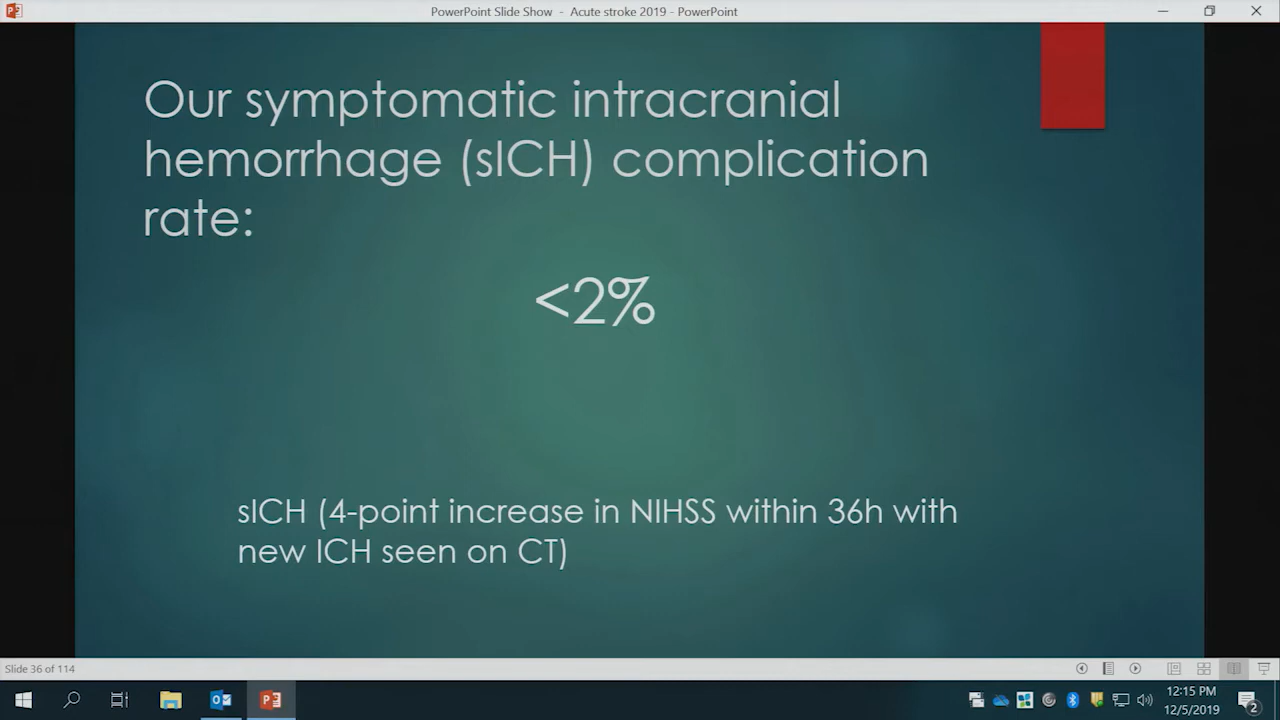 PowerPoint Slide Show - Acute stroke 2019 - PowerPoint
Our symptomatic intracranial
hemorrhage (sICH) complication
rate:
<2%
sICH (4-point increase in NIHSS within 36h with
new ICH seen on CT)
Slide 36 of 114
12:15 PM
12/5/2019
2